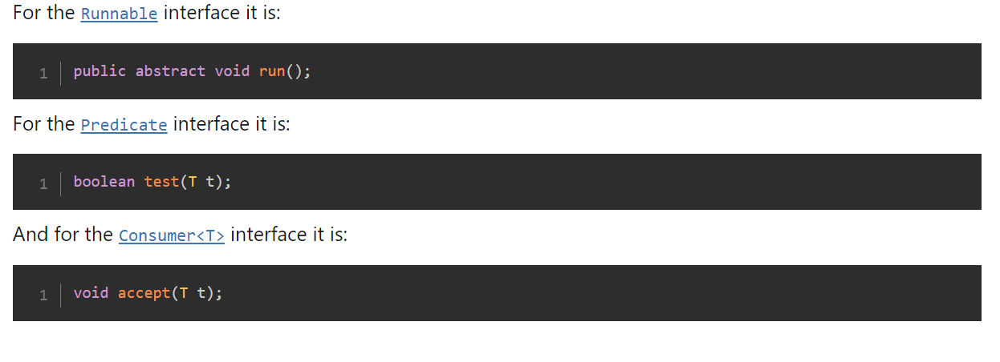 For the Runnable interface it is:
1 public abstract void run();
For the Predicate interface it is:
1 boolean test(T t);
And for the Consumer<T> interface it is:
1 void accept(T t);